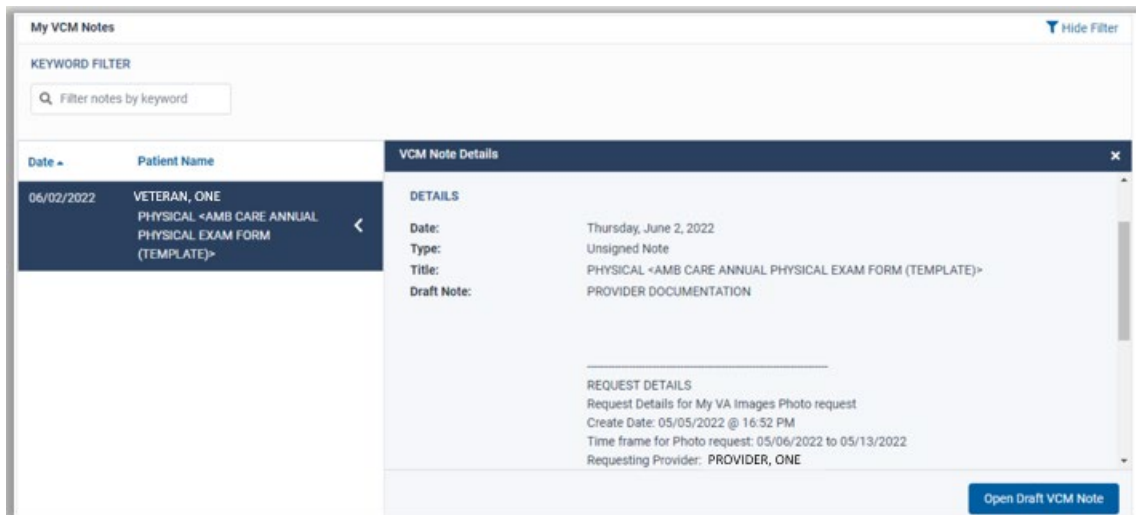 My VCM Notes
Hide Filter
KEYWORD FILTER
Filter notes by keyword
Date
Patient Name
06/02/2022
VETERAN, ONE
PHYSICAL <AMB CARE ANNUAL
PHYSICAL EXAM FORM
(TEMPLATE)>
VCM Note Details
DETAILS
Date: Thursday, June 2, 2022
Type: Unsigned Note
Title: PHYSICAL <AMB CARE ANNUAL PHYSICAL EXAM FORM (TEMPLATE)>
Draft Note: PROVIDER DOCUMENTATION
REQUEST DETAILS
Request Details for My VA Images Photo request
Create Date: 05/05/2022 @ 16:52 PM
Time frame for Photo request: 05/06/2022 to 05/13/2022
Requesting Provider: PROVIDER, ONE
Open Draft VCM Note